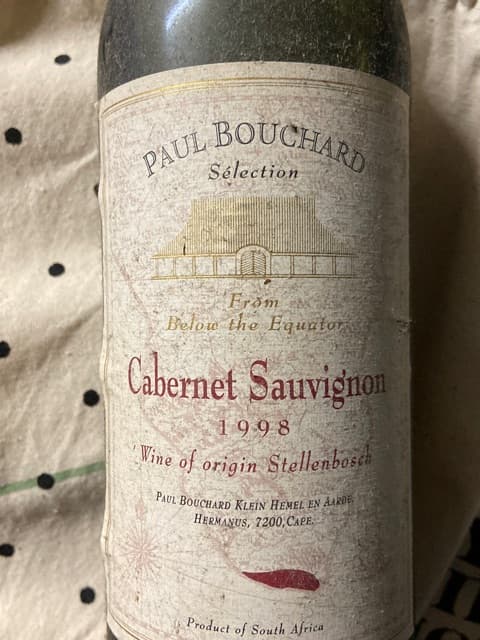 PAUL BOUCHARD
Sélection
From
Below the Equator
Cabernet Sauvignon
1998
Wine of origin Stellenbosch
PAUL BOUCHARD KLEIN HEMEL EN AARDE,
HERMANUS, 7200, CAPE.
Product of South Africa